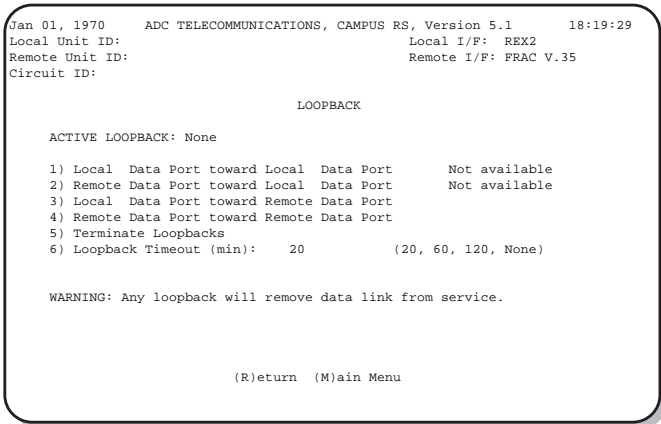 Jan 01, 1970 ADC TELECOMMUNICATIONS, CAMPUS RS, Version 5.1 18:19:29
Local Unit ID: Local I/F: REX2
Remote Unit ID: Remote I/F: FRAC V.35
Circuit ID:
LOOPBACK
ACTIVE LOOPBACK: None
1) Local Data Port toward Local Data Port Not available
2) Remote Data Port toward Local Data Port Not available
3) Local Data Port toward Remote Data Port
4) Remote Data Port toward Remote Data Port
5) Terminate Loopbacks
6) Loopback Timeout (min): 20 (20, 60, 120, None)
WARNING: Any loopback will remove data link from service.
(R)eturn (M)ain Menu